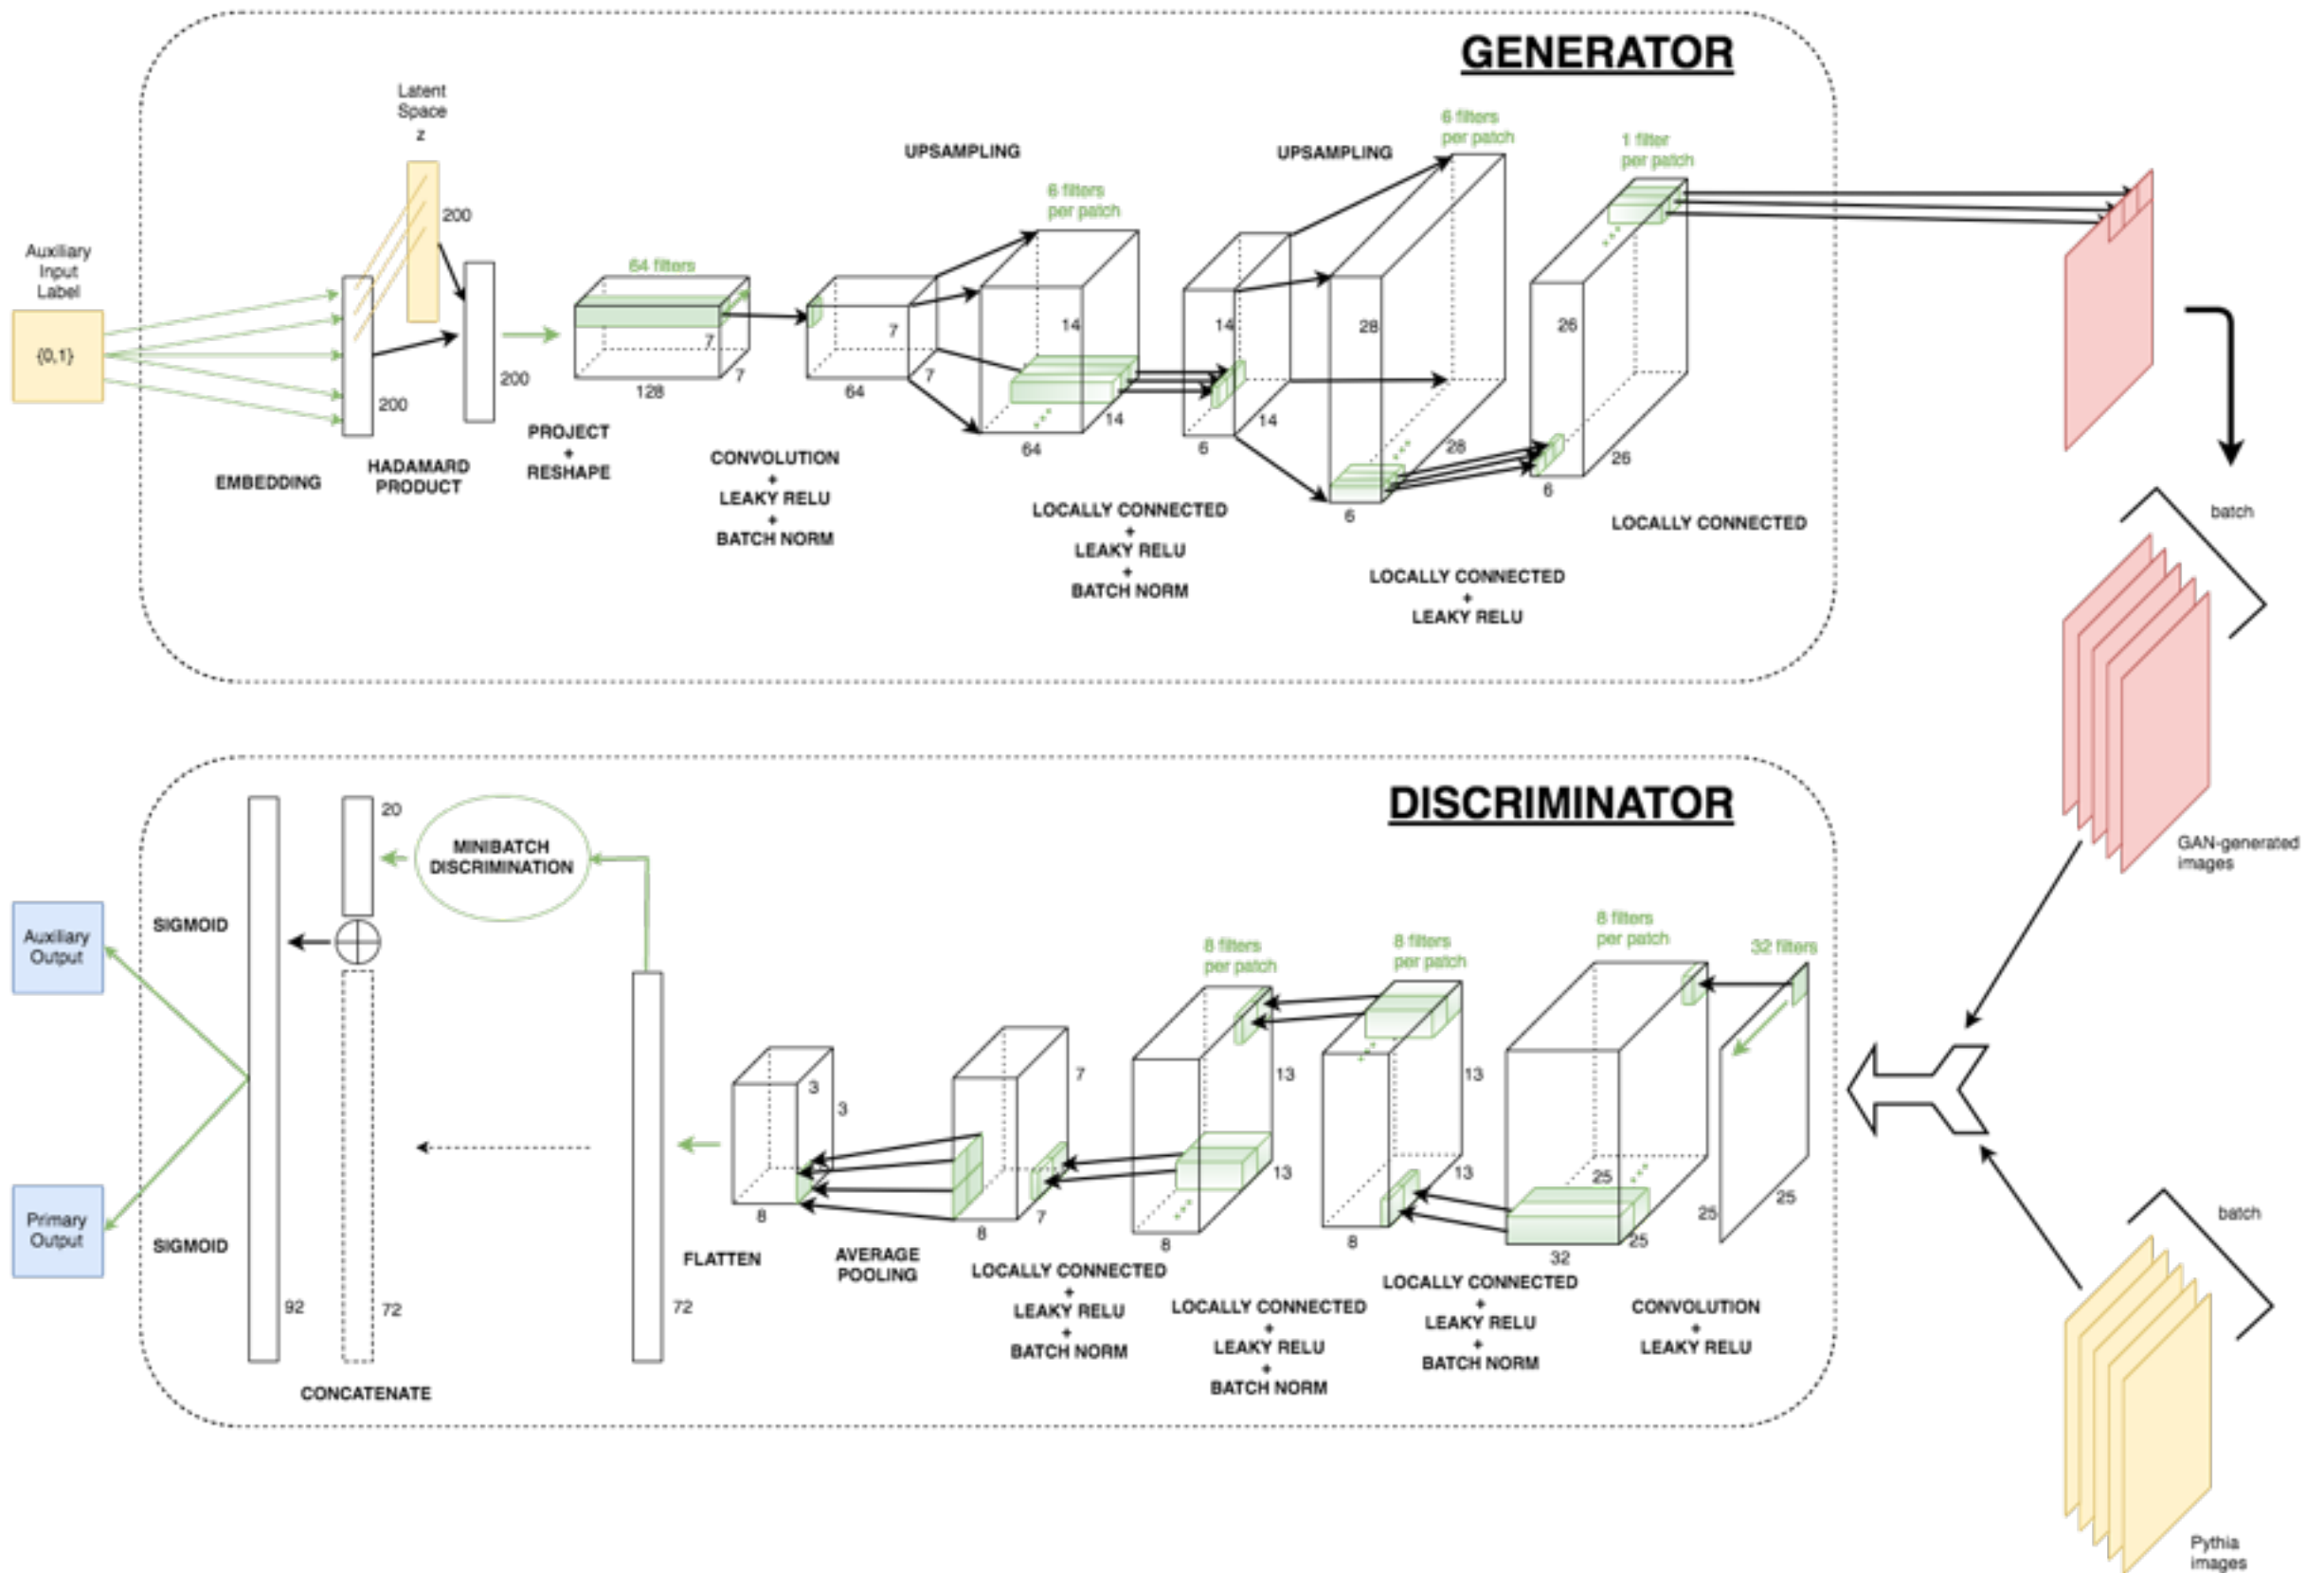 GENERATOR
Latent
Space
z
200
Auxiliary
Input
Label
{0,1}
200
200
EMBEDDING
HADAMARD
PRODUCT
PROJECT
+
RESHAPE
64 filters
7
7
128
CONVOLUTION
+
LEAKY RELU
+
BATCH NORM
7
7
64
UPSAMPLING
6 filters
per patch
14
14
64
LOCALLY CONNECTED
+
LEAKY RELU
+
BATCH NORM
14
14
6
UPSAMPLING
6 filters
per patch
28
28
6
LOCALLY CONNECTED
+
LEAKY RELU
1 filter
per patch
26
26
6
LOCALLY CONNECTED
batch
GAN-generated
images
DISCRIMINATOR
20
MINIBATCH
DISCRIMINATION
SIGMOID
Auxiliary
Output
Primary
Output
SIGMOID
92
72
CONCATENATE
72
FLATTEN
3
3
8
AVERAGE
POOLING
7
7
8
LOCALLY CONNECTED
+
LEAKY RELU
+
BATCH NORM
8 filters
per patch
13
13
8
LOCALLY CONNECTED
+
LEAKY RELU
+
BATCH NORM
8 filters
per patch
13
13
8
LOCALLY CONNECTED
+
LEAKY RELU
+
BATCH NORM
8 filters
per patch
25
25
32
CONVOLUTION
+
LEAKY RELU
32 filters
25
25
batch
Pythia
images